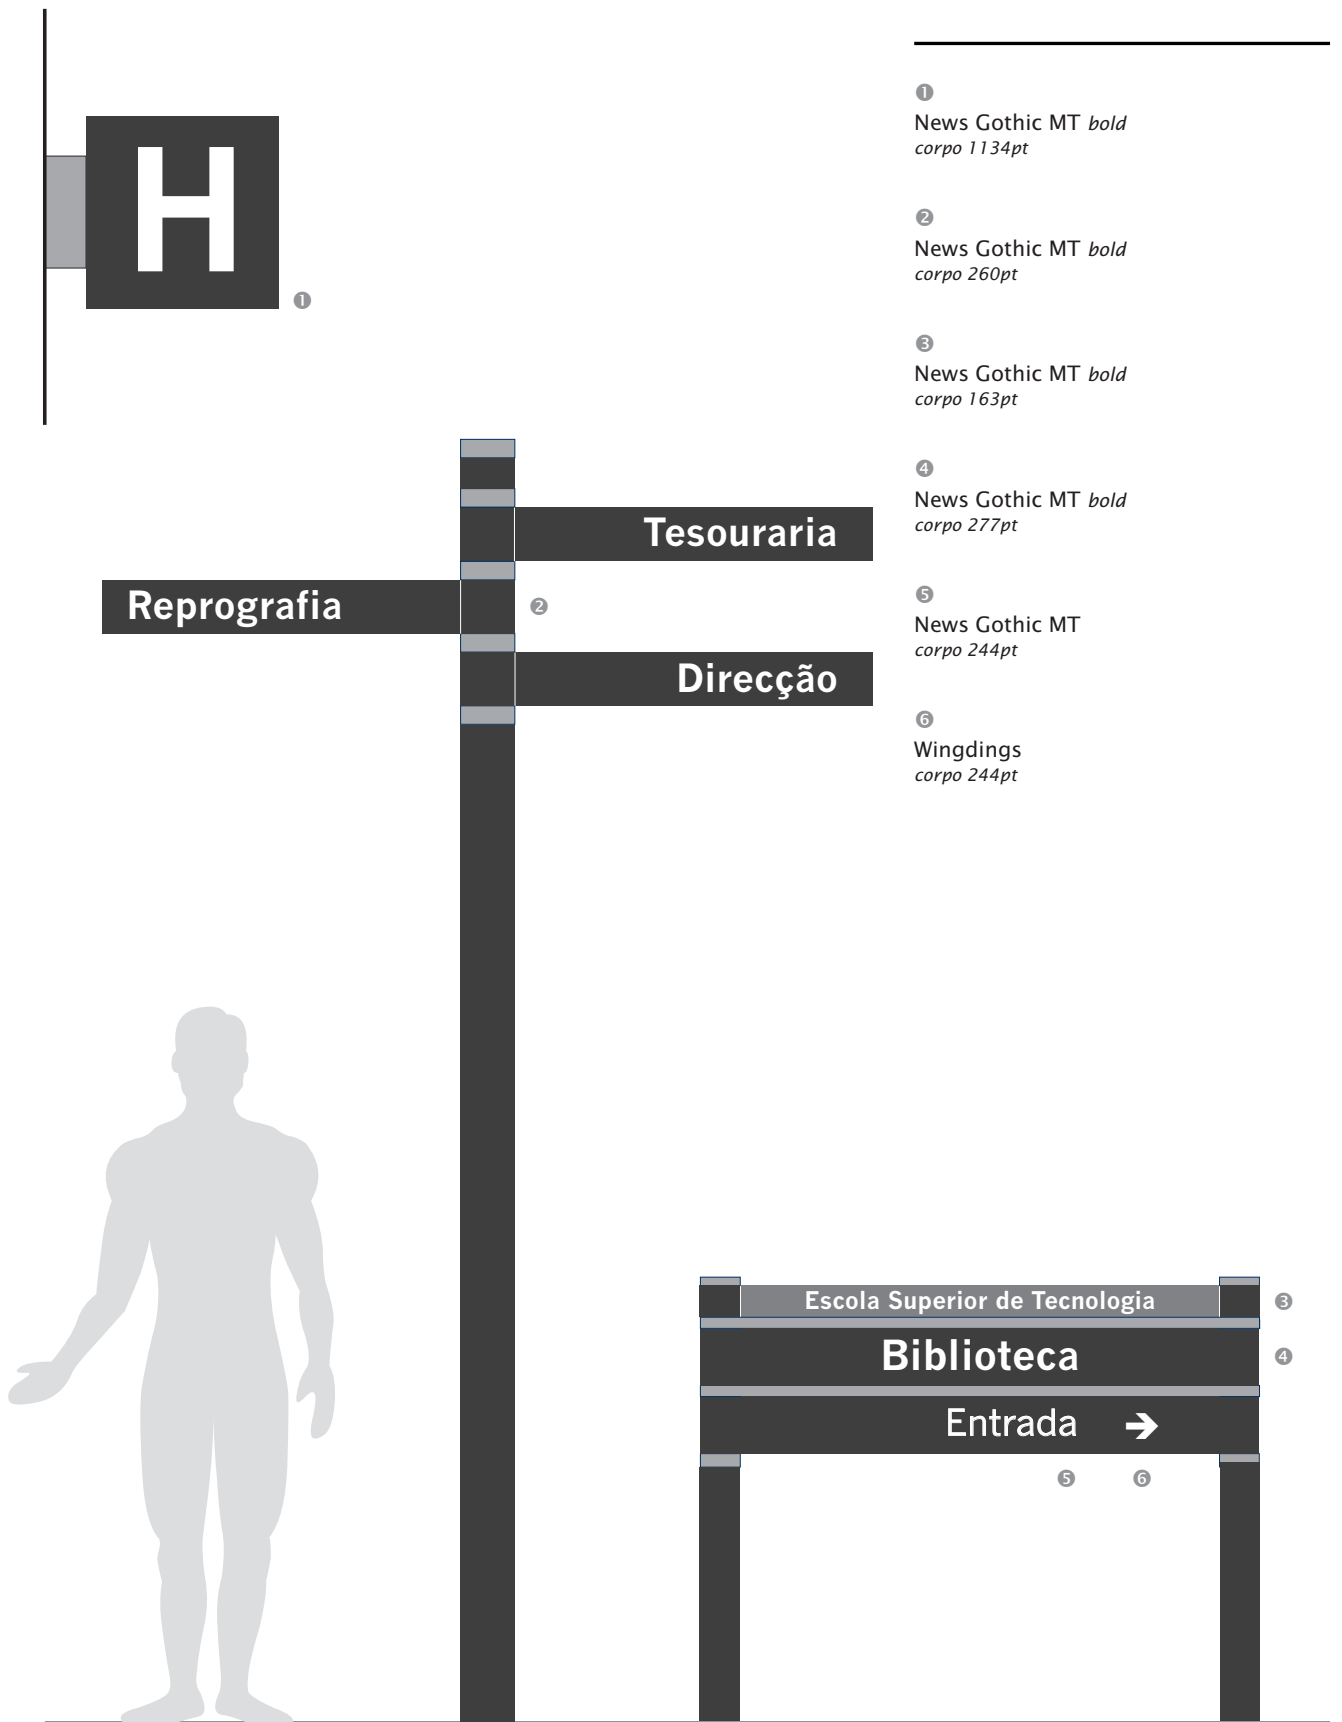 H
❶
Tesouraria
Reprografia
❷
Direcção
Escola Superior de Tecnologia
❸
Biblioteca
❹
Entrada ➔
❺ ❻
❶
News Gothic MT bold
corpo 1134pt
❷
News Gothic MT bold
corpo 260pt
❸
News Gothic MT bold
corpo 163pt
❹
News Gothic MT bold
corpo 277pt
❺
News Gothic MT
corpo 244pt
❻
Wingdings
corpo 244pt